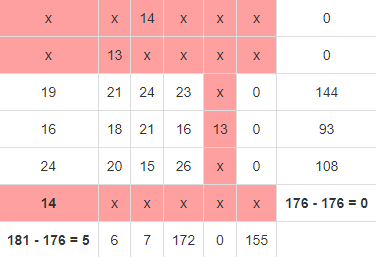 x x 14 x x x 0
x 13 x x x x 0
19 21 24 23 x 0 144
16 18 21 16 13 0 93
24 20 15 26 x 0 108
14 x x x x x 176 - 176 = 0
181 - 176 = 5 6 7 172 0 155